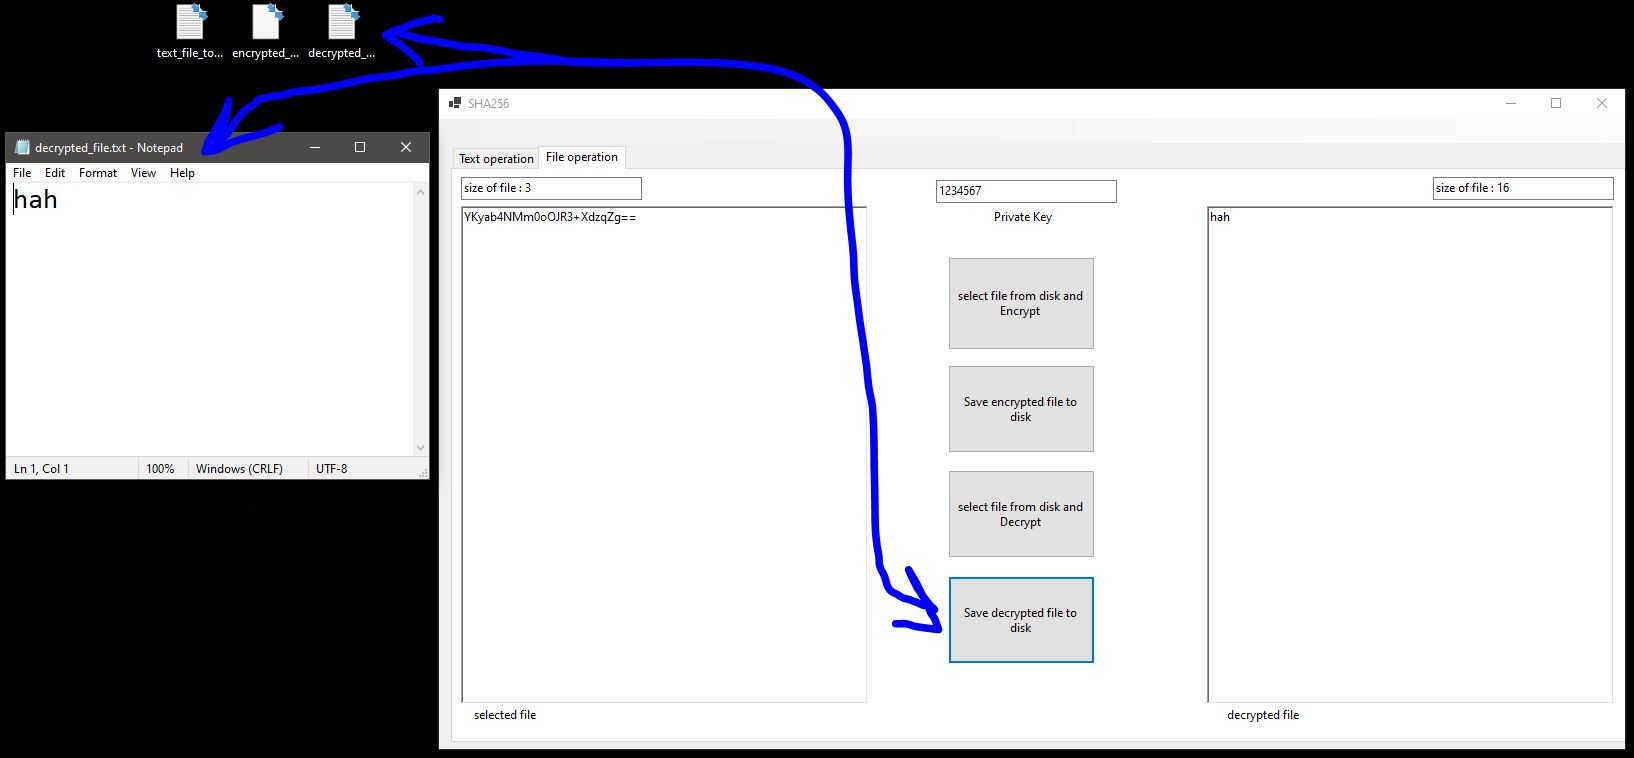 text_file_to...
encrypted_...
decrypted_...
decrypted_file.txt - Notepad
File Edit Format View Help
hah
Ln 1, Col 1
100%
Windows (CRLF)
UTF-8
SHA256
Text operation
File operation
size of file : 3
1234567
size of file : 16
Private Key
YKyab4NMm0oOJR3+XdzqZg==
hah
select file from disk and
Encrypt
Save encrypted file to
disk
select file from disk and
Decrypt
Save decrypted file to
disk
selected file
decrypted file